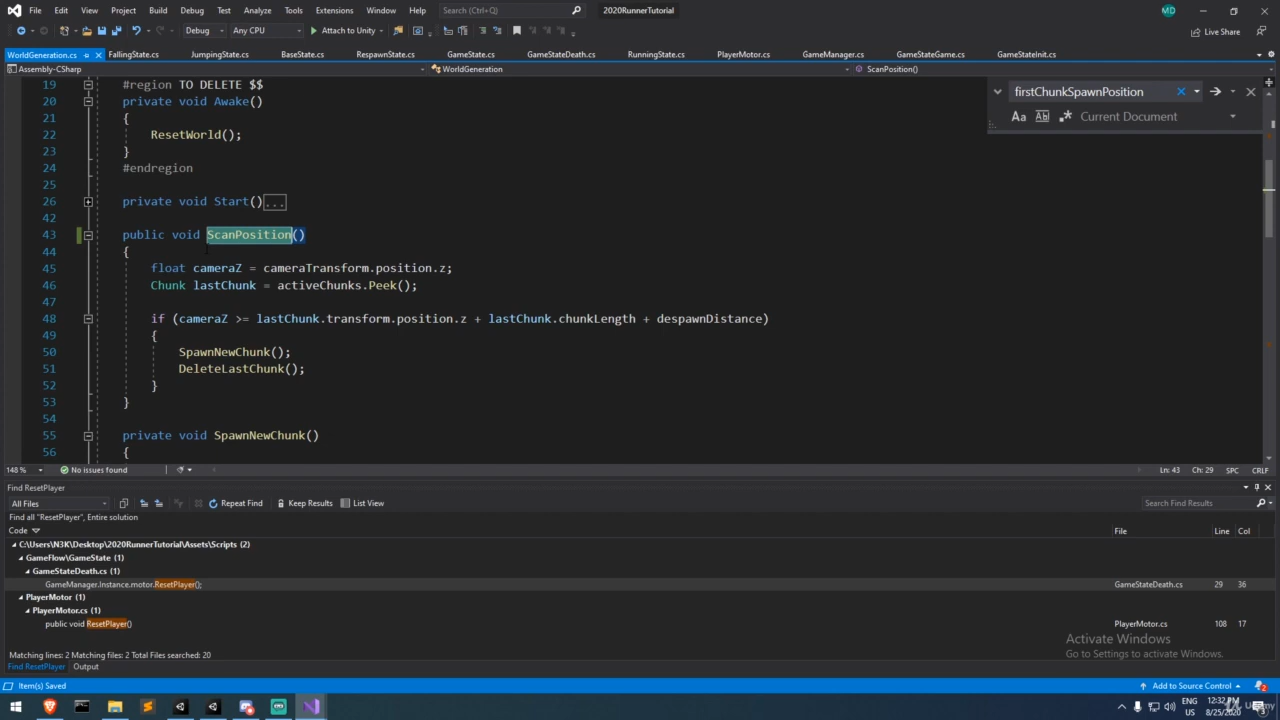 File Edit View Project Build Debug Test Analyze Tools Extensions Window Help Search (Ctrl+Q) 2020RunnerTutorial MD
Debug Any CPU Attach to Unity Live Share
WorldGeneration.cs FallingState.cs JumpingState.cs BaseState.cs RespawnState.cs GameState.cs GameStateDeath.cs RunningState.cs PlayerMotor.cs GameManager.cs GameStateGame.cs GameStateInit.cs
Assembly-CSharp WorldGeneration ScanPosition()
firstChunkSpawnPosition
Aa Ab Current Document
19 #region TO DELETE $$
20 private void Awake()
21 {
22 ResetWorld();
23 }
24 #endregion
25
26 private void Start()...
42
43 public void ScanPosition()
44 {
45 float cameraZ = cameraTransform.position.z;
46 Chunk lastChunk = activeChunks.Peek();
47
48 if (cameraZ >= lastChunk.transform.position.z + lastChunk.chunkLength + despawnDistance)
49 {
50 SpawnNewChunk();
51 DeleteLastChunk();
52 }
53 }
54
55 private void SpawnNewChunk()
56 {
148 % No issues found Ln: 43 Ch: 29 SPC CRLF
Find ResetPlayer
All Files Repeat Find Keep Results List View Search Find Results
Find all "ResetPlayer", Entire solution
Code File Line Col
C:\Users\N3K\Desktop\2020RunnerTutorial\Assets\Scripts (2)
GameFlow\GameState (1)
GameStateDeath.cs (1)
GameManager.Instance.motor.ResetPlayer(); GameStateDeath.cs 29 36
PlayerMotor (1)
PlayerMotor.cs (1)
public void ResetPlayer() PlayerMotor.cs 108 17
Activate Windows
Go to Settings to activate Windows.
Matching lines: 2 Matching files: 2 Total files searched: 20
Find ResetPlayer Output
Item(s) Saved Add to Source Control 2
12:32 PM
US 8/25/2020
Udemy